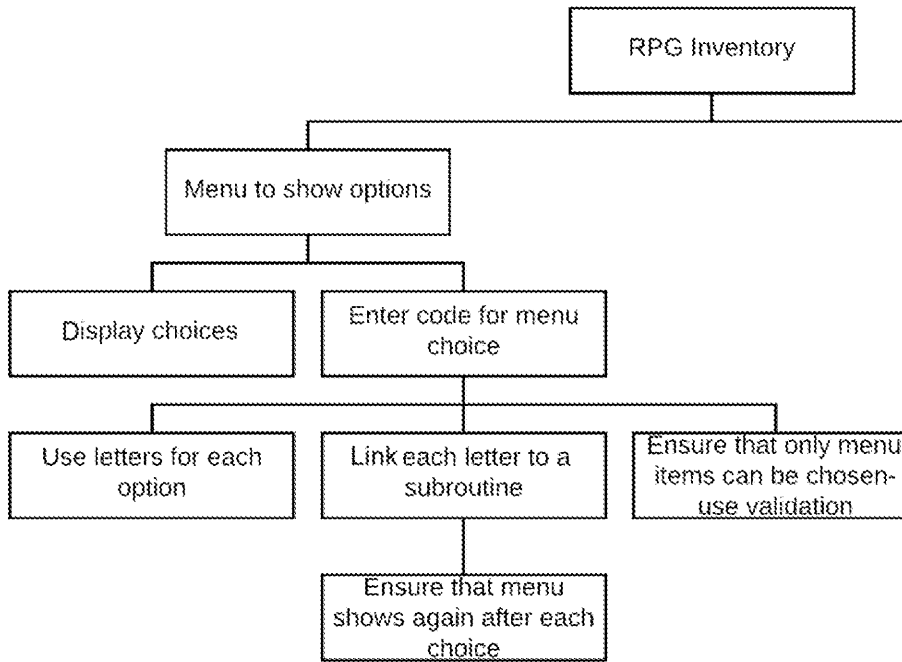 RPG Inventory
Menu to show options
Display choices
Enter code for menu
choice
Use letters for each
option
Link each letter to a
subroutine
Ensure that only menu
items can be chosen-
use validation
Ensure that menu
shows again after each
choice